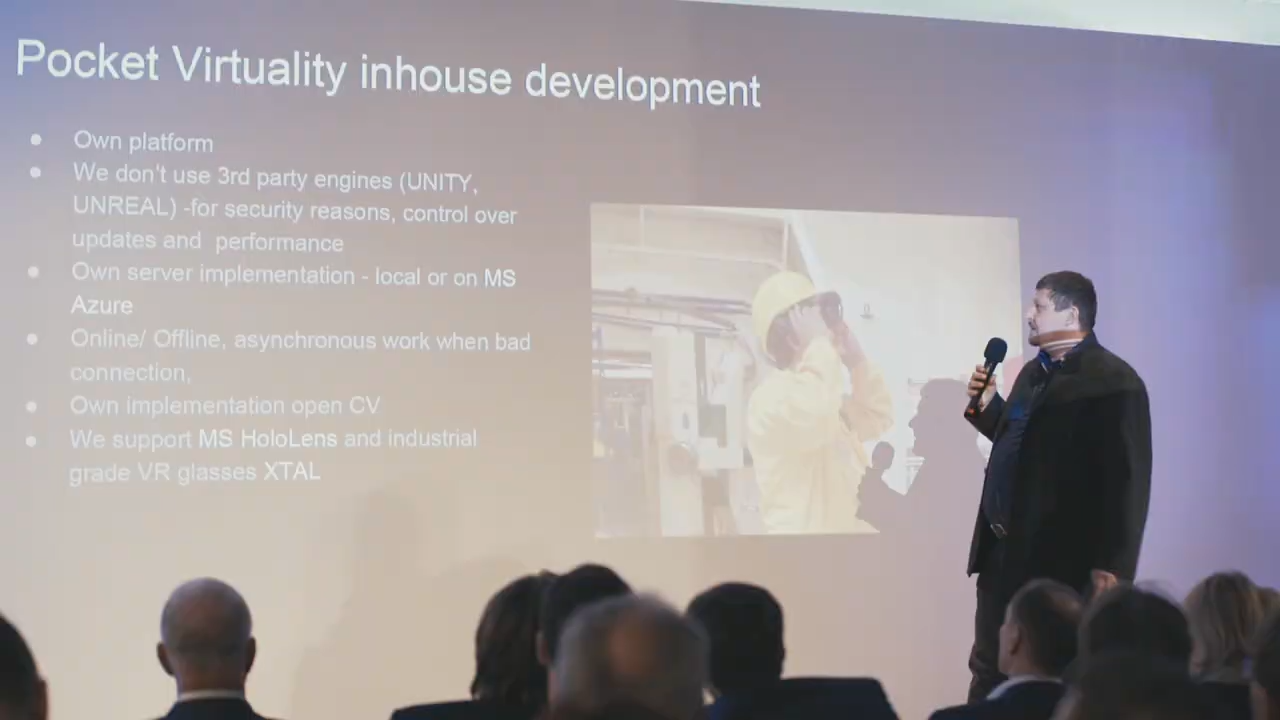 Pocket Virtuality inhouse development
● Own platform
● We don't use 3rd party engines (UNITY,
UNREAL) -for security reasons, control over
updates and performance
● Own server implementation - local or on MS
Azure
● Online/ Offline, asynchronous work when bad
connection,
● Own implementation open CV
● We support MS HoloLens and industrial
grade VR glasses XTAL